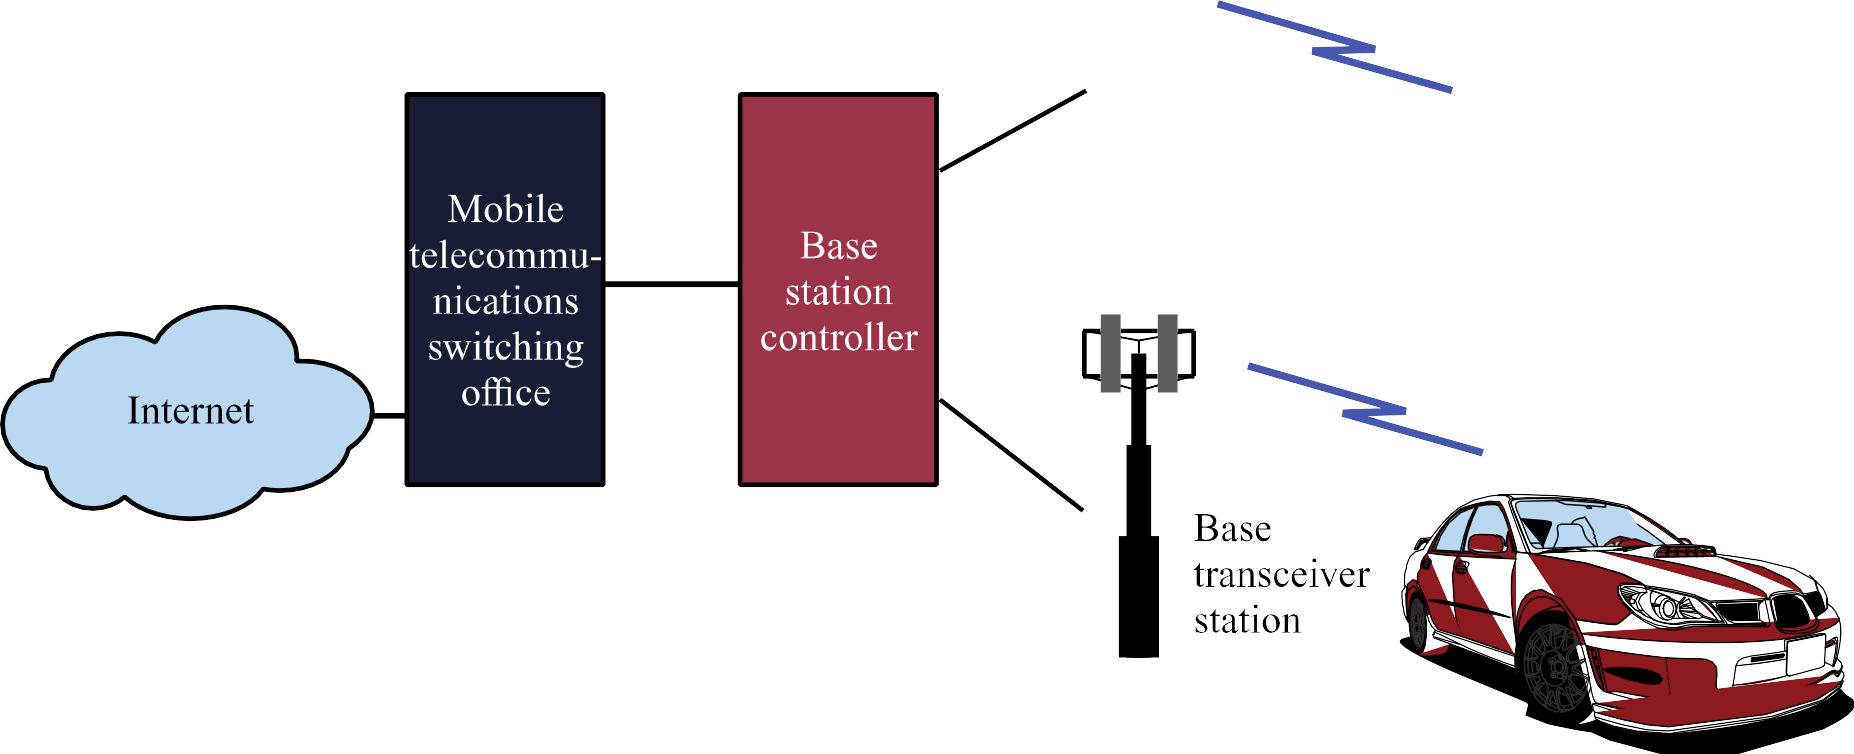 Mobile
telecommu-
nications
switching
office
Base
station
controller
Internet
Base
transceiver
station